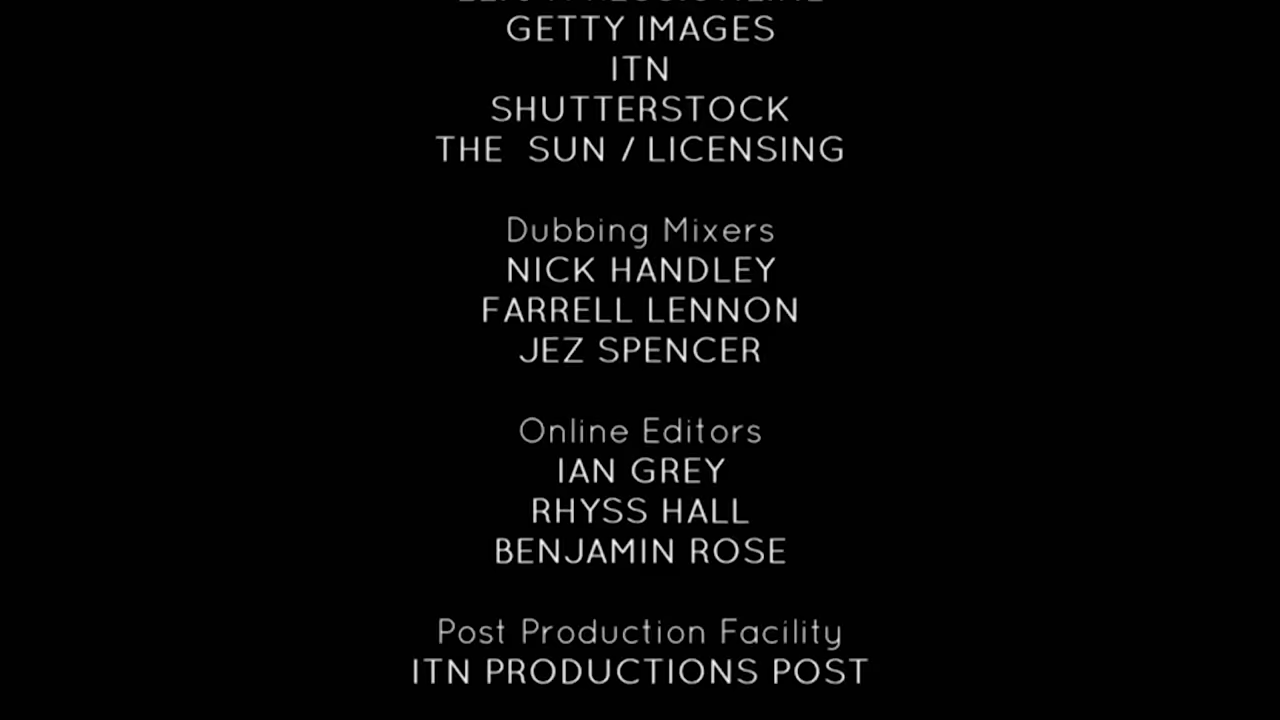 GETTY IMAGES
ITN
SHUTTERSTOCK
THE SUN / LICENSING
Dubbing Mixers
NICK HANDLEY
FARRELL LENNON
JEZ SPENCER
Online Editors
IAN GREY
RHYSS HALL
BENJAMIN ROSE
Post Production Facility
ITN PRODUCTIONS POST